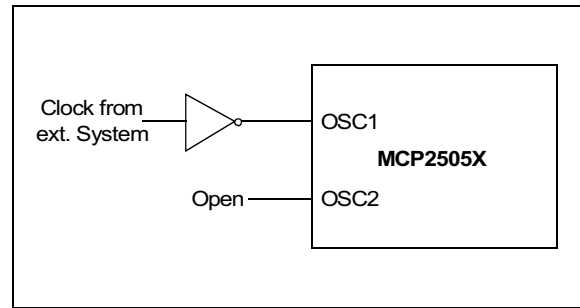 Clock from
ext. System
OSC1
MCP2505X
Open
OSC2